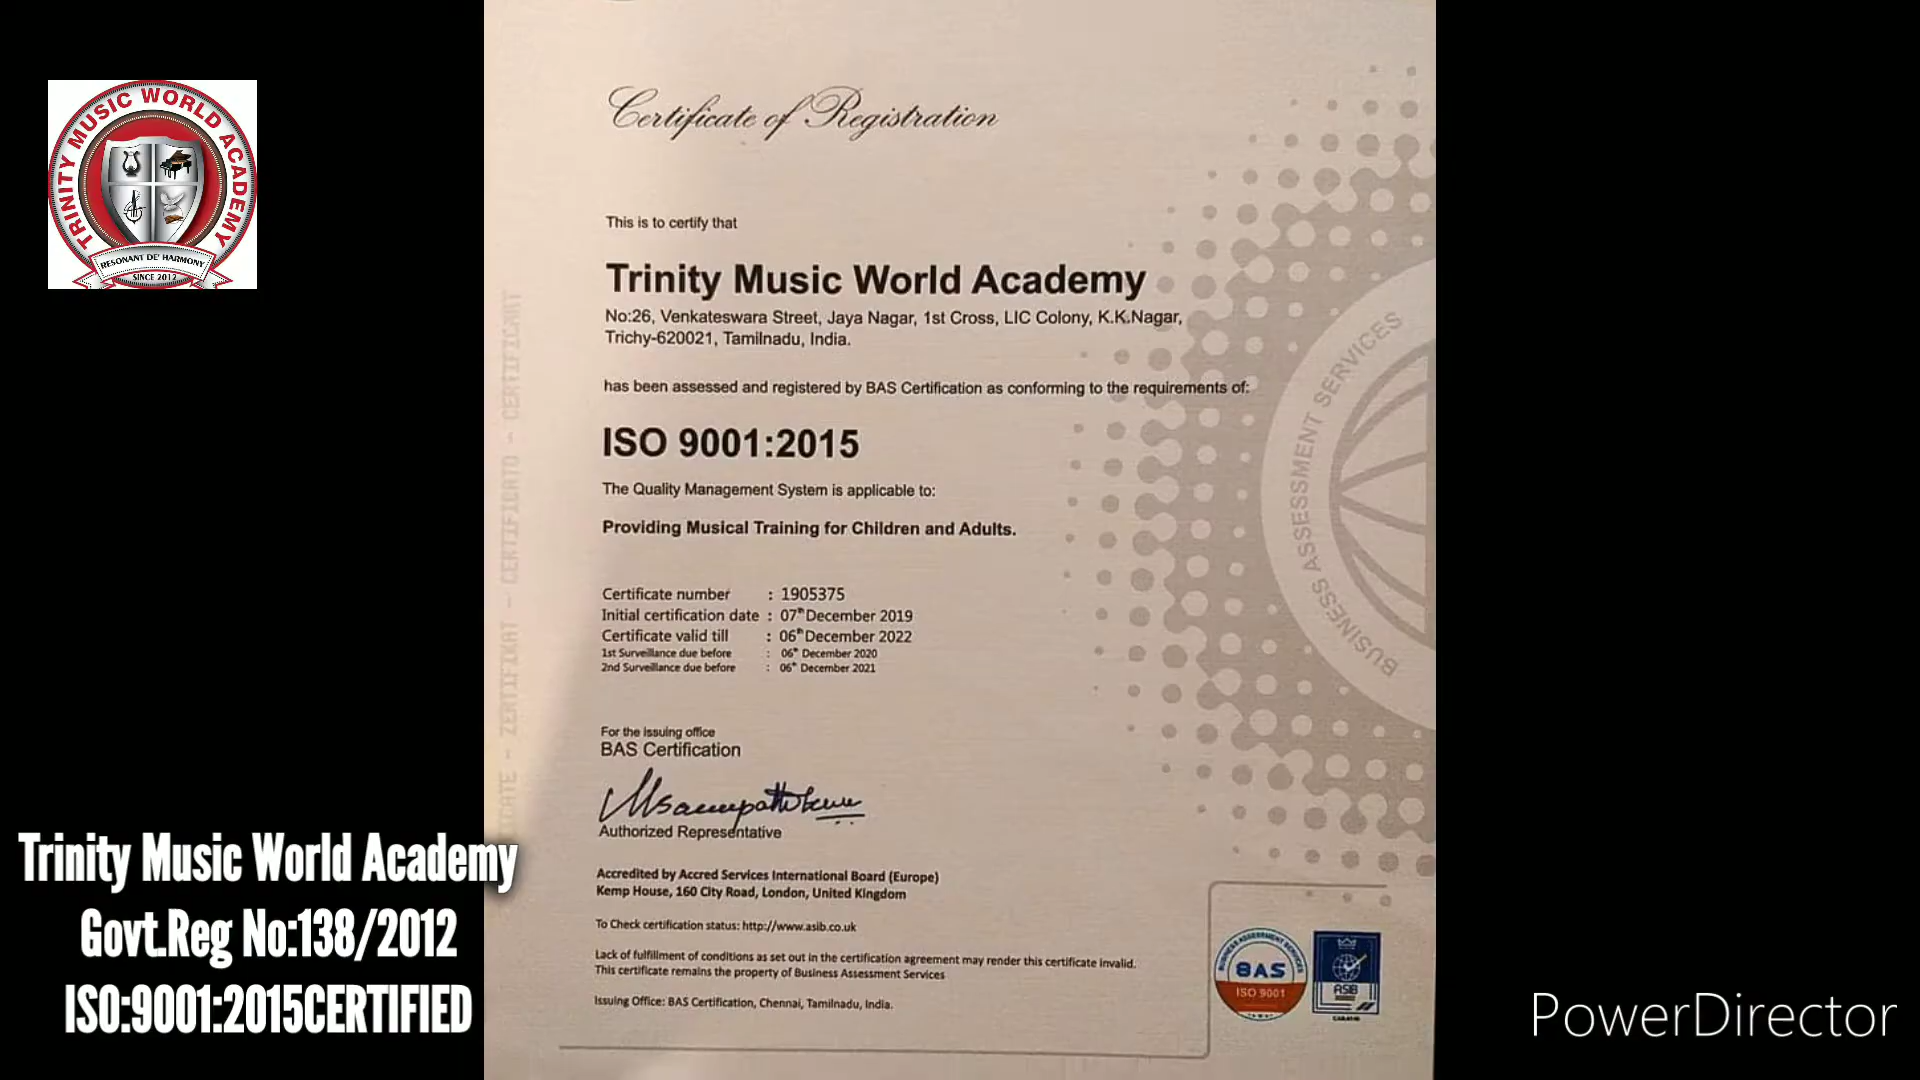 TRINITY MUSIC WORLD ACADEMY
RESONANT DE' HARMONY
SINCE 2012
Certificate of Registration
This is to certify that
Trinity Music World Academy
No:26, Venkateswara Street, Jaya Nagar, 1st Cross, LIC Colony, K.K.Nagar,
Trichy-620021, Tamilnadu, India.
has been assessed and registered by BAS Certification as conforming to the requirements of:
ISO 9001:2015
The Quality Management System is applicable to:
Providing Musical Training for Children and Adults.
Certificate number : 1905375
Initial certification date : 07th December 2019
Certificate valid till : 06th December 2022
1st Surveillance due before : 06th December 2020
2nd Surveillance due before : 06th December 2021
For the issuing office
BAS Certification
Authorized Representative
Accredited by Accred Services International Board (Europe)
Kemp House, 160 City Road, London, United Kingdom
To Check certification status: http://www.asib.co.uk
Lack of fulfillment of conditions as set out in the certification agreement may render this certificate invalid.
This certificate remains the property of Business Assessment Services
Issuing Office: BAS Certification, Chennai, Tamilnadu, India.
BUSINESS ASSESSMENT SERVICES
ICATE - ZERTIFIKAT - CERTIFICATO - CERTIFICAAT
BUSINESS ASSESSMENT SERVICES
BAS
ISO 9001
ASIB
Trinity Music World Academy
Govt.Reg No:138/2012
ISO:9001:2015CERTIFIED
PowerDirector